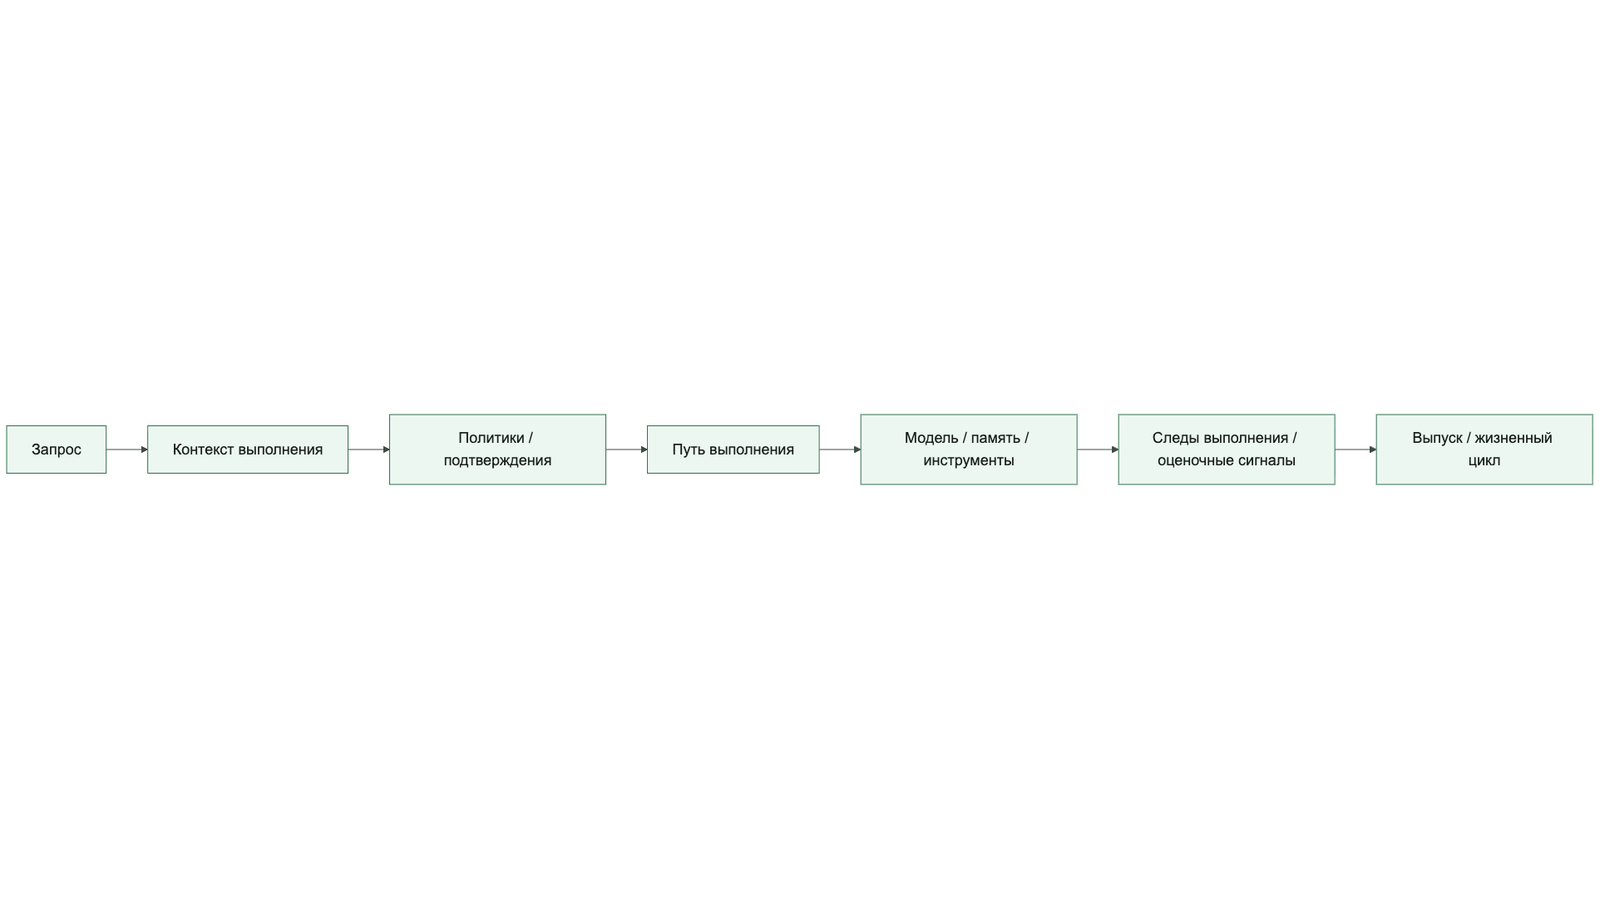 Запрос
Контекст выполнения
Политики /
подтверждения
Путь выполнения
Модель / память /
инструменты
Следы выполнения /
оценочные сигналы
Выпуск / жизненный
цикл